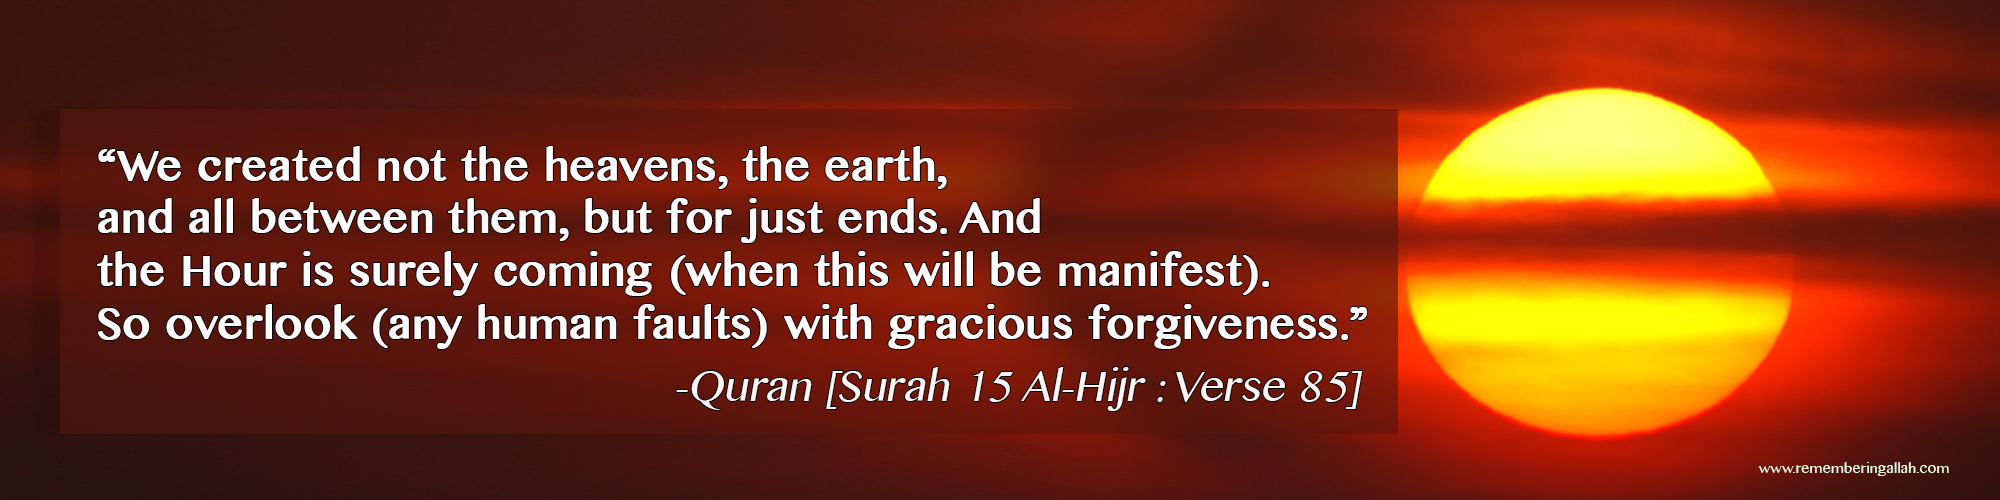 “We created not the heavens, the earth,
and all between them, but for just ends. And
the Hour is surely coming (when this will be manifest).
So overlook (any human faults) with gracious forgiveness.”
-Quran [Surah 15 Al-Hijr : Verse 85]
www.rememberingallah.com